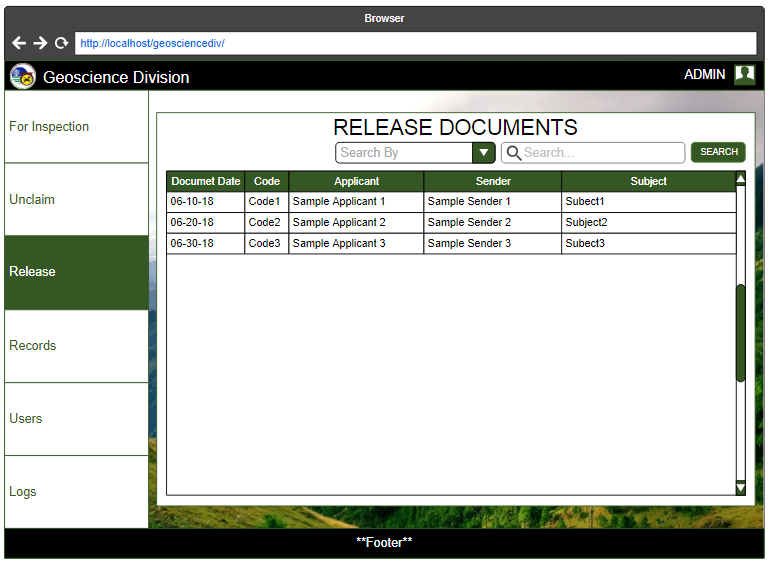 Browser
http://localhost/geosciencediv/
Geoscience Division
ADMIN
For Inspection
Unclaim
Release
Records
Users
Logs
RELEASE DOCUMENTS
Search By
Search...
SEARCH
Documet Date Code Applicant Sender Subject
06-10-18 Code1 Sample Applicant 1 Sample Sender 1 Subect1
06-20-18 Code2 Sample Applicant 2 Sample Sender 2 Subject2
06-30-18 Code3 Sample Applicant 3 Sample Sender 3 Subect3
**Footer**